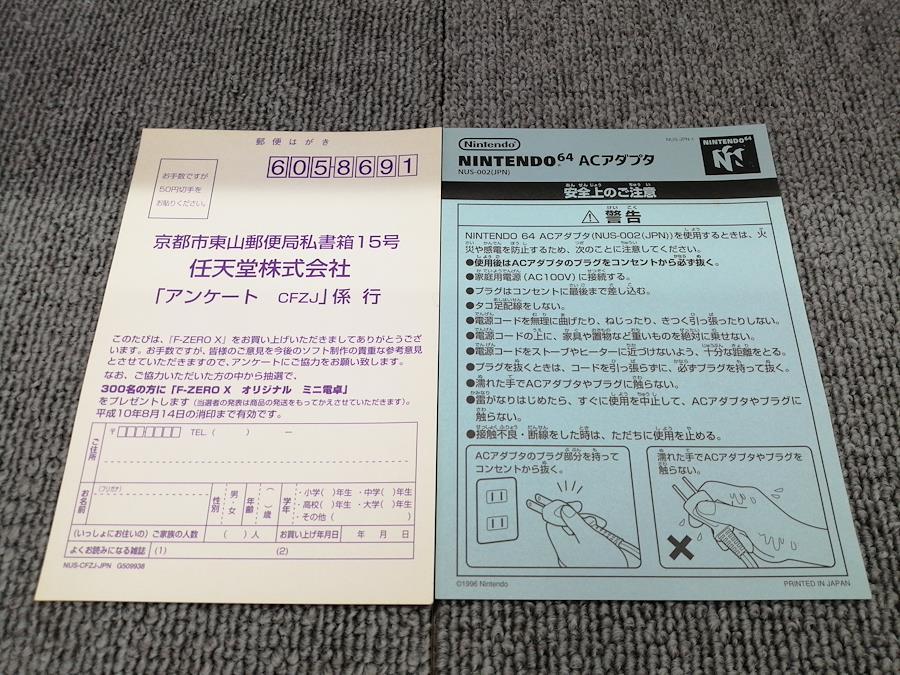 郵便はがき
お手数ですが
50円切手を
お貼りください。
6058691
京都市東山郵便局私書箱15号
任天堂株式会社
「アンケート CFZJ」係 行
このたびは、「F-ZERO X」をお買い上げいただきましてありがとうござ
います。お手数ですが、皆様のご意見を今後のソフト制作の貴重な参考意見
とさせていただきますので、アンケートにご協力をお願い致します。
なお、ご協力いただいた方の中から抽選で、
300名の方に「F-ZERO X オリジナル ミニ電卓」
をプレゼントします(当選者の発表は商品の発送をもってかえさせていただきます)。
平成10年8月14日の消印まで有効です。
ご住所
〒 TEL. ( ) ー
お名前
(フリガナ)
性別
男・女
年齢
( )歳
学年
・小学( )年生 ・中学( )年生
・高校( )年生 ・大学( )年生
・その他( )
(いっしょにお住いの)ご家族の人数 ( )人 お買い上げ年月日 年 月 日
よくお読みになる雑誌 (1) (2)
NUS-CFZJ-JPN G509938
Nintendo
NUS-JPN-1
NINTENDO64 ACアダプタ
NUS-002(JPN)
NINTENDO64
あんぜんじょう ちゅうい
安全上のご注意
けいこく
警告
NINTENDO 64 ACアダプタ(NUS-002(JPN))を使用するときは、火
災や感電を防止するため、次のことに注意してください。
●使用後はACアダプタのプラグをコンセントから必ず抜く。
●家庭用電源(AC100V)に接続する。
●プラグはコンセントに最後まで差し込む。
●タコ足配線をしない。
●電源コードを無理に曲げたり、ねじったり、きつく引っ張ったりしない。
●電源コードの上に、家具や置物など重いものを絶対に乗せない。
●電源コードをストーブやヒーターに近づけないよう、十分な距離をとる。
●プラグを抜くときは、コードを引っ張らずに、必ずプラグを持って抜く。
●濡れた手でACアダプタやプラグに触らない。
●雷がなりはじめたら、すぐに使用を中止して、ACアダプタやプラグに
触らない。
●接触不良・断線をした時は、ただちに使用を止める。
ACアダプタのプラグ部分を持って
コンセントから抜く。
濡れた手でACアダプタやプラグを
触らない。
©1996 Nintendo
PRINTED IN JAPAN